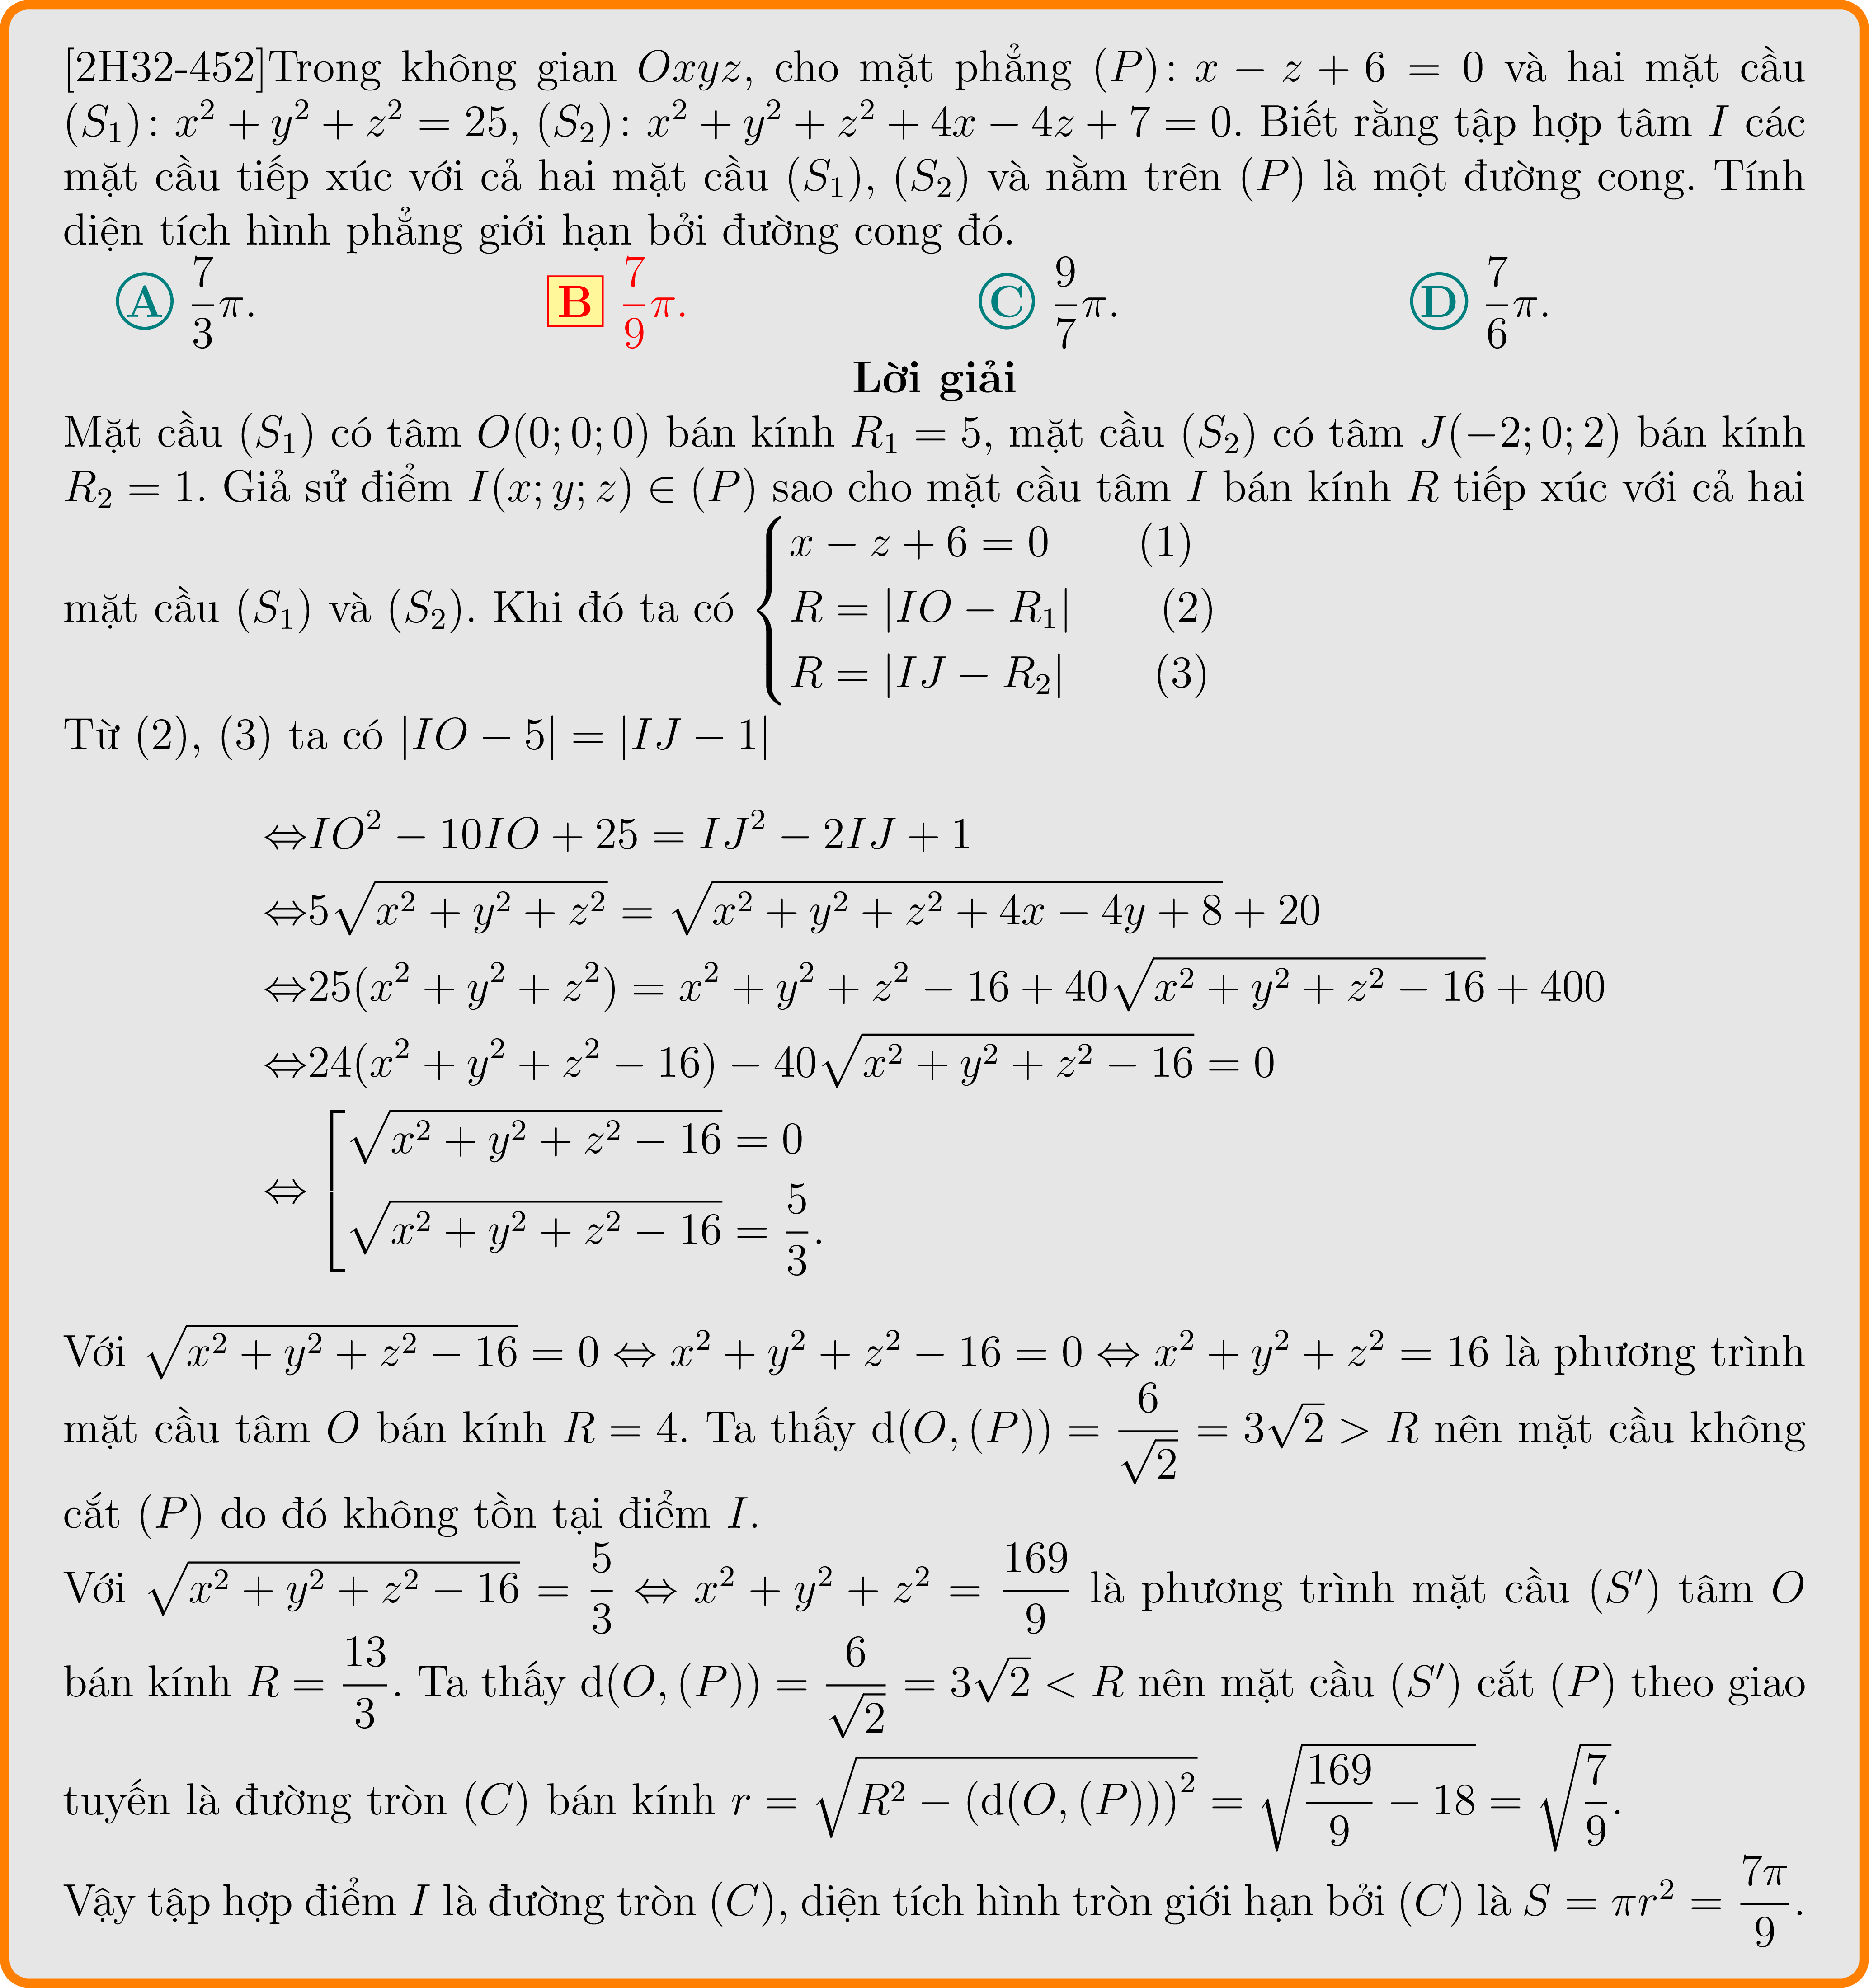 [2H32-452]Trong không gian $Oxyz$, cho mặt phẳng $(P)\colon x - z + 6 = 0$ và hai mặt cầu
$(S_1)\colon x^2 + y^2 + z^2 = 25$, $(S_2)\colon x^2 + y^2 + z^2 + 4x - 4z + 7 = 0$. Biết rằng tập hợp tâm $I$ các
mặt cầu tiếp xúc với cả hai mặt cầu $(S_1)$, $(S_2)$ và nằm trên $(P)$ là một đường cong. Tính
diện tích hình phẳng giới hạn bởi đường cong đó.
A $\dfrac{7}{3}\pi$. B $\dfrac{7}{9}\pi$. C $\dfrac{9}{7}\pi$. D $\dfrac{7}{6}\pi$.
Lời giải
Mặt cầu $(S_1)$ có tâm $O(0; 0; 0)$ bán kính $R_1 = 5$, mặt cầu $(S_2)$ có tâm $J(-2; 0; 2)$ bán kính
$R_2 = 1$. Giả sử điểm $I(x; y; z) \in (P)$ sao cho mặt cầu tâm $I$ bán kính $R$ tiếp xúc với cả hai
mặt cầu $(S_1)$ và $(S_2)$. Khi đó ta có $\begin{cases} x - z + 6 = 0 \quad (1) \\ R = |IO - R_1| \quad (2) \\ R = |IJ - R_2| \quad (3) \end{cases}$
Từ (2), (3) ta có $|IO - 5| = |IJ - 1|$
$\Leftrightarrow IO^2 - 10IO + 25 = IJ^2 - 2IJ + 1$
$\Leftrightarrow 5\sqrt{x^2 + y^2 + z^2} = \sqrt{x^2 + y^2 + z^2 + 4x - 4y + 8} + 20$
$\Leftrightarrow 25(x^2 + y^2 + z^2) = x^2 + y^2 + z^2 - 16 + 40\sqrt{x^2 + y^2 + z^2 - 16} + 400$
$\Leftrightarrow 24(x^2 + y^2 + z^2 - 16) - 40\sqrt{x^2 + y^2 + z^2 - 16} = 0$
$\Leftrightarrow \left[\begin{array}{l} \sqrt{x^2 + y^2 + z^2 - 16} = 0 \\ \sqrt{x^2 + y^2 + z^2 - 16} = \dfrac{5}{3}. \end{array}\right.$
Với $\sqrt{x^2 + y^2 + z^2 - 16} = 0 \Leftrightarrow x^2 + y^2 + z^2 - 16 = 0 \Leftrightarrow x^2 + y^2 + z^2 = 16$ là phương trình
mặt cầu tâm $O$ bán kính $R = 4$. Ta thấy $\mathrm{d}(O, (P)) = \dfrac{6}{\sqrt{2}} = 3\sqrt{2} > R$ nên mặt cầu không
cắt $(P)$ do đó không tồn tại điểm $I$.
Với $\sqrt{x^2 + y^2 + z^2 - 16} = \dfrac{5}{3} \Leftrightarrow x^2 + y^2 + z^2 = \dfrac{169}{9}$ là phương trình mặt cầu $(S')$ tâm $O$
bán kính $R = \dfrac{13}{3}$. Ta thấy $\mathrm{d}(O, (P)) = \dfrac{6}{\sqrt{2}} = 3\sqrt{2} < R$ nên mặt cầu $(S')$ cắt $(P)$ theo giao
tuyến là đường tròn $(C)$ bán kính $r = \sqrt{R^2 - (\mathrm{d}(O, (P)))^2} = \sqrt{\dfrac{169}{9} - 18} = \sqrt{\dfrac{7}{9}}$.
Vậy tập hợp điểm $I$ là đường tròn $(C)$, diện tích hình tròn giới hạn bởi $(C)$ là $S = \pi r^2 = \dfrac{7\pi}{9}$.